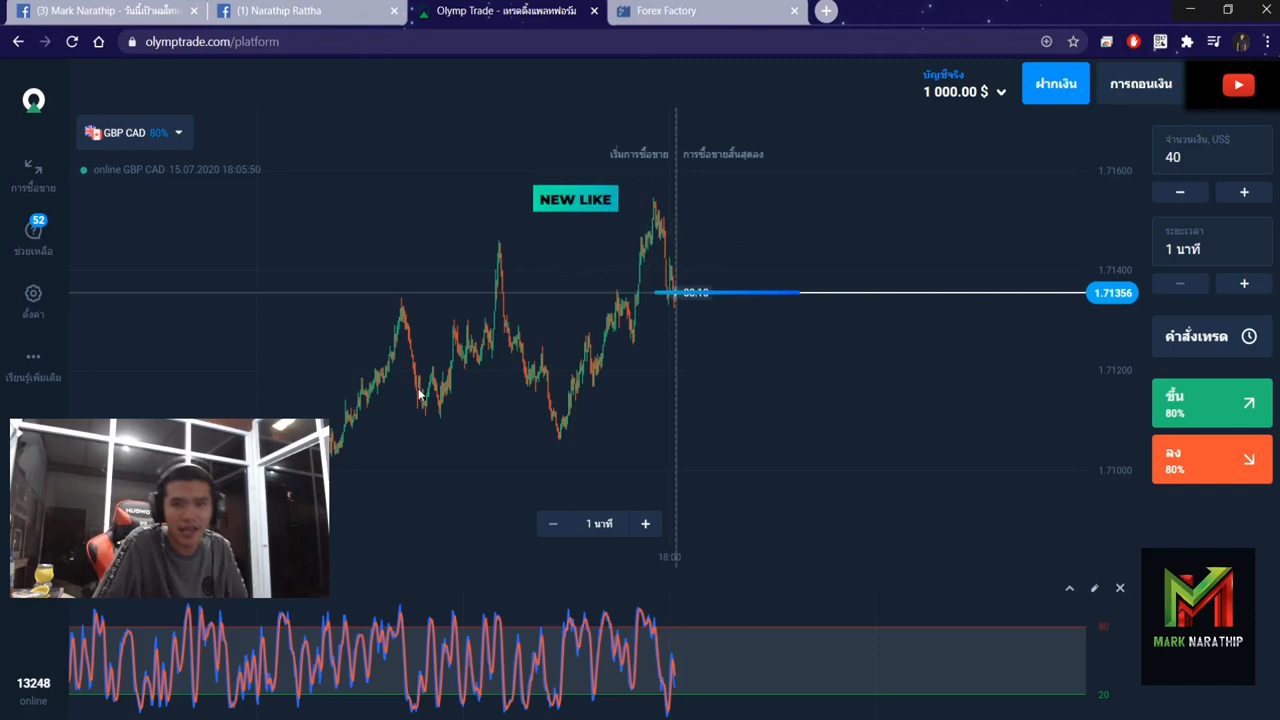 (3) Mark Narathip - วันนี้เป้าผมใหม
(1) Narathip Rattha
Olymp Trade - เทรดดิ้งแพลทฟอร์ม
Forex Factory
olymptrade.com/platform
บัญชีจริง
1 000.00 $
ฝากเงิน
การถอนเงิน
GBP CAD 80%
online GBP CAD 15.07.2020 18:05:50
เริ่มการซื้อขาย
การซื้อขายสิ้นสุดลง
NEW LIKE
1.71600
1.71400
1.71356
1.71200
1.71000
18:00
− 1 นาที +
80
20
การซื้อขาย
52
ช่วยเหลือ
ตั้งค่า
เรียนรู้เพิ่มเติม
13248
online
จำนวนเงิน, US$
40
− +
ระยะเวลา
1 นาที
− +
คำสั่งเทรด
ขึ้น
80%
ลง
80%
MARK NARATHIP